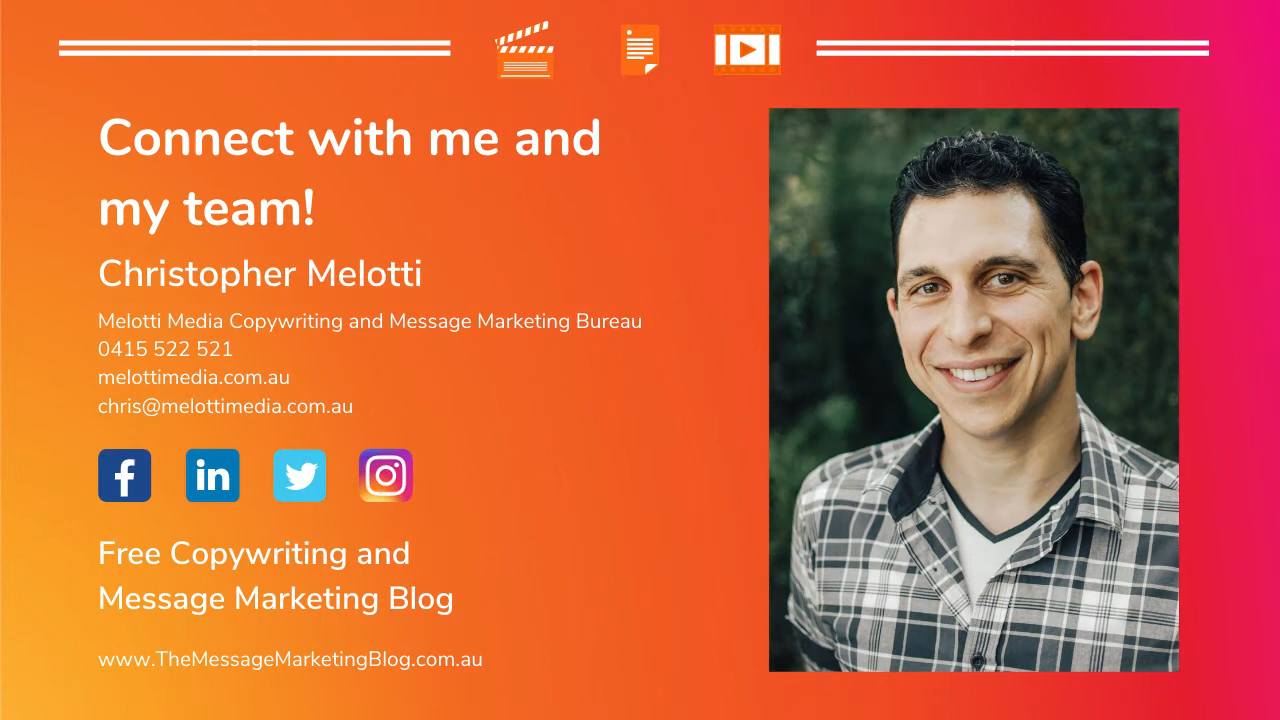 Connect with me and
my team!
Christopher Melotti
Melotti Media Copywriting and Message Marketing Bureau
0415 522 521
melottimedia.com.au
chris@melottimedia.com.au
Free Copywriting and
Message Marketing Blog
www.TheMessageMarketingBlog.com.au